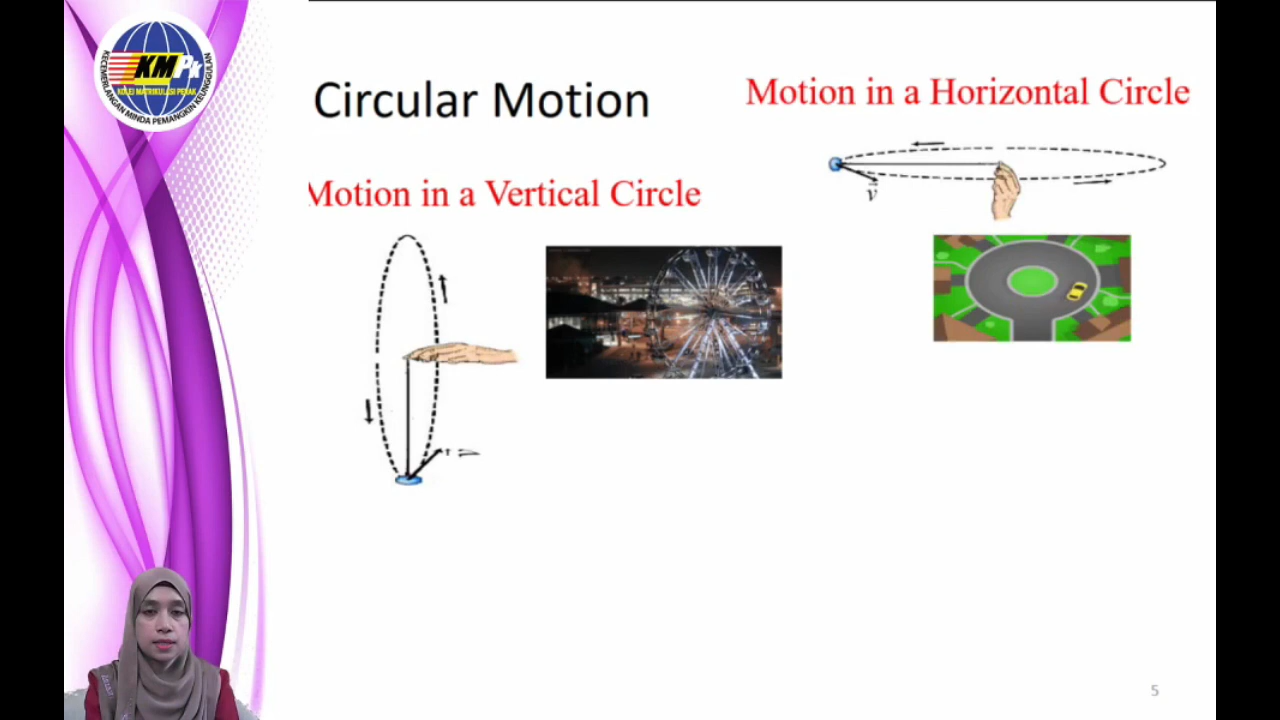 KMPk
KOLEJ MATRIKULASI PERAK
KECEMERLANGAN MINDA PEMANGKIN KEUNGGULAN
Circular Motion
Motion in a Horizontal Circle
v
Motion in a Vertical Circle
5